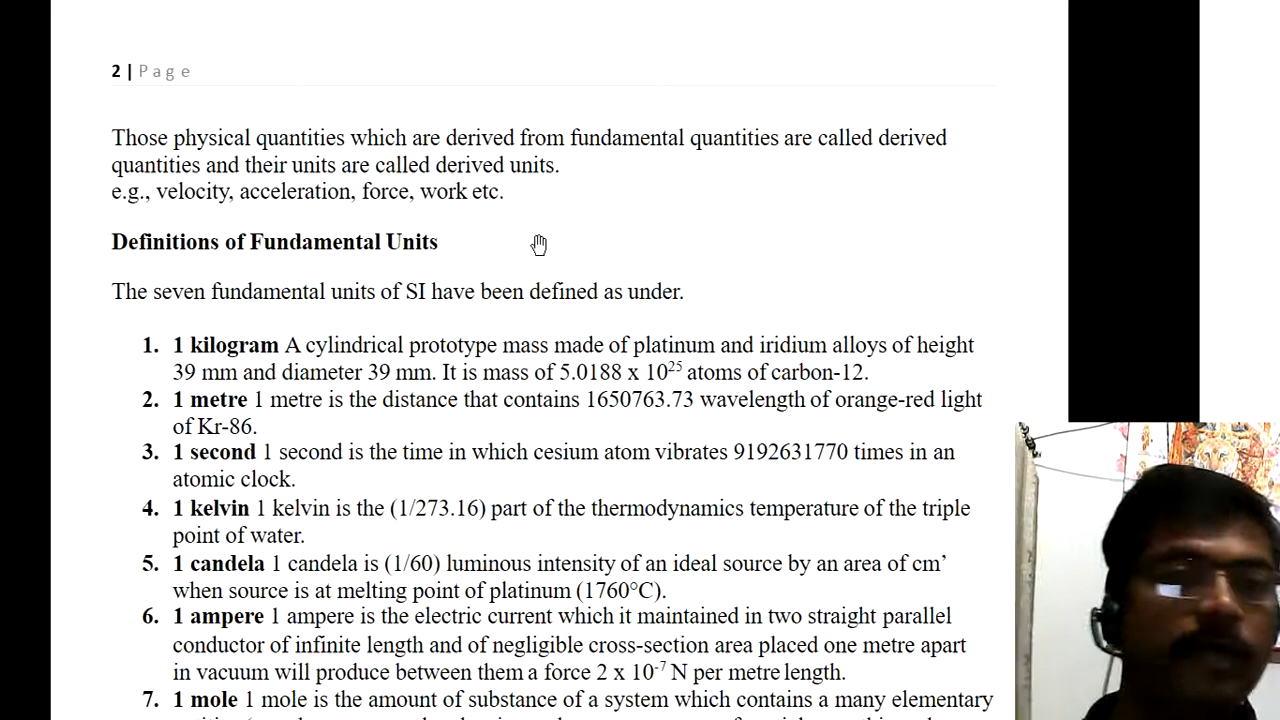 2 | Page
Those physical quantities which are derived from fundamental quantities are called derived
quantities and their units are called derived units.
e.g., velocity, acceleration, force, work etc.
Definitions of Fundamental Units
The seven fundamental units of SI have been defined as under.
1. 1 kilogram A cylindrical prototype mass made of platinum and iridium alloys of height
39 mm and diameter 39 mm. It is mass of 5.0188 x 10²⁵ atoms of carbon-12.
2. 1 metre 1 metre is the distance that contains 1650763.73 wavelength of orange-red light
of Kr-86.
3. 1 second 1 second is the time in which cesium atom vibrates 9192631770 times in an
atomic clock.
4. 1 kelvin 1 kelvin is the (1/273.16) part of the thermodynamics temperature of the triple
point of water.
5. 1 candela 1 candela is (1/60) luminous intensity of an ideal source by an area of cm’
when source is at melting point of platinum (1760°C).
6. 1 ampere 1 ampere is the electric current which it maintained in two straight parallel
conductor of infinite length and of negligible cross-section area placed one metre apart
in vacuum will produce between them a force 2 x 10⁻⁷ N per metre length.
7. 1 mole 1 mole is the amount of substance of a system which contains a many elementary